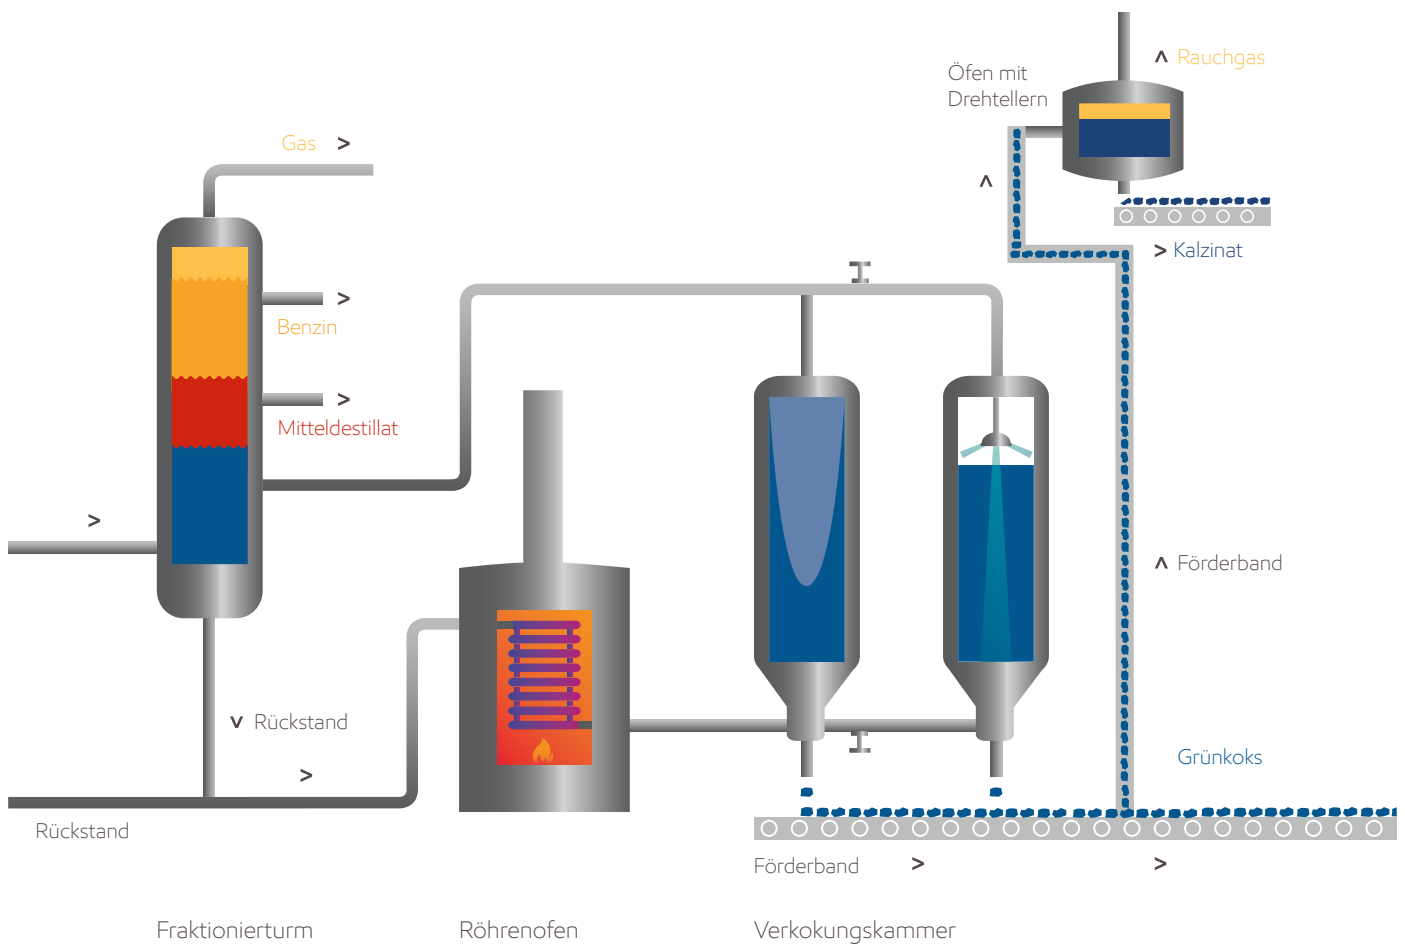 Rauchgas
Öfen mit
Drehtellern
Gas
Kalzinat
Benzin
Mitteldestillat
Förderband
Rückstand
Grünkoks
Rückstand
Förderband
Fraktionierturm
Röhrenofen
Verkokungskammer